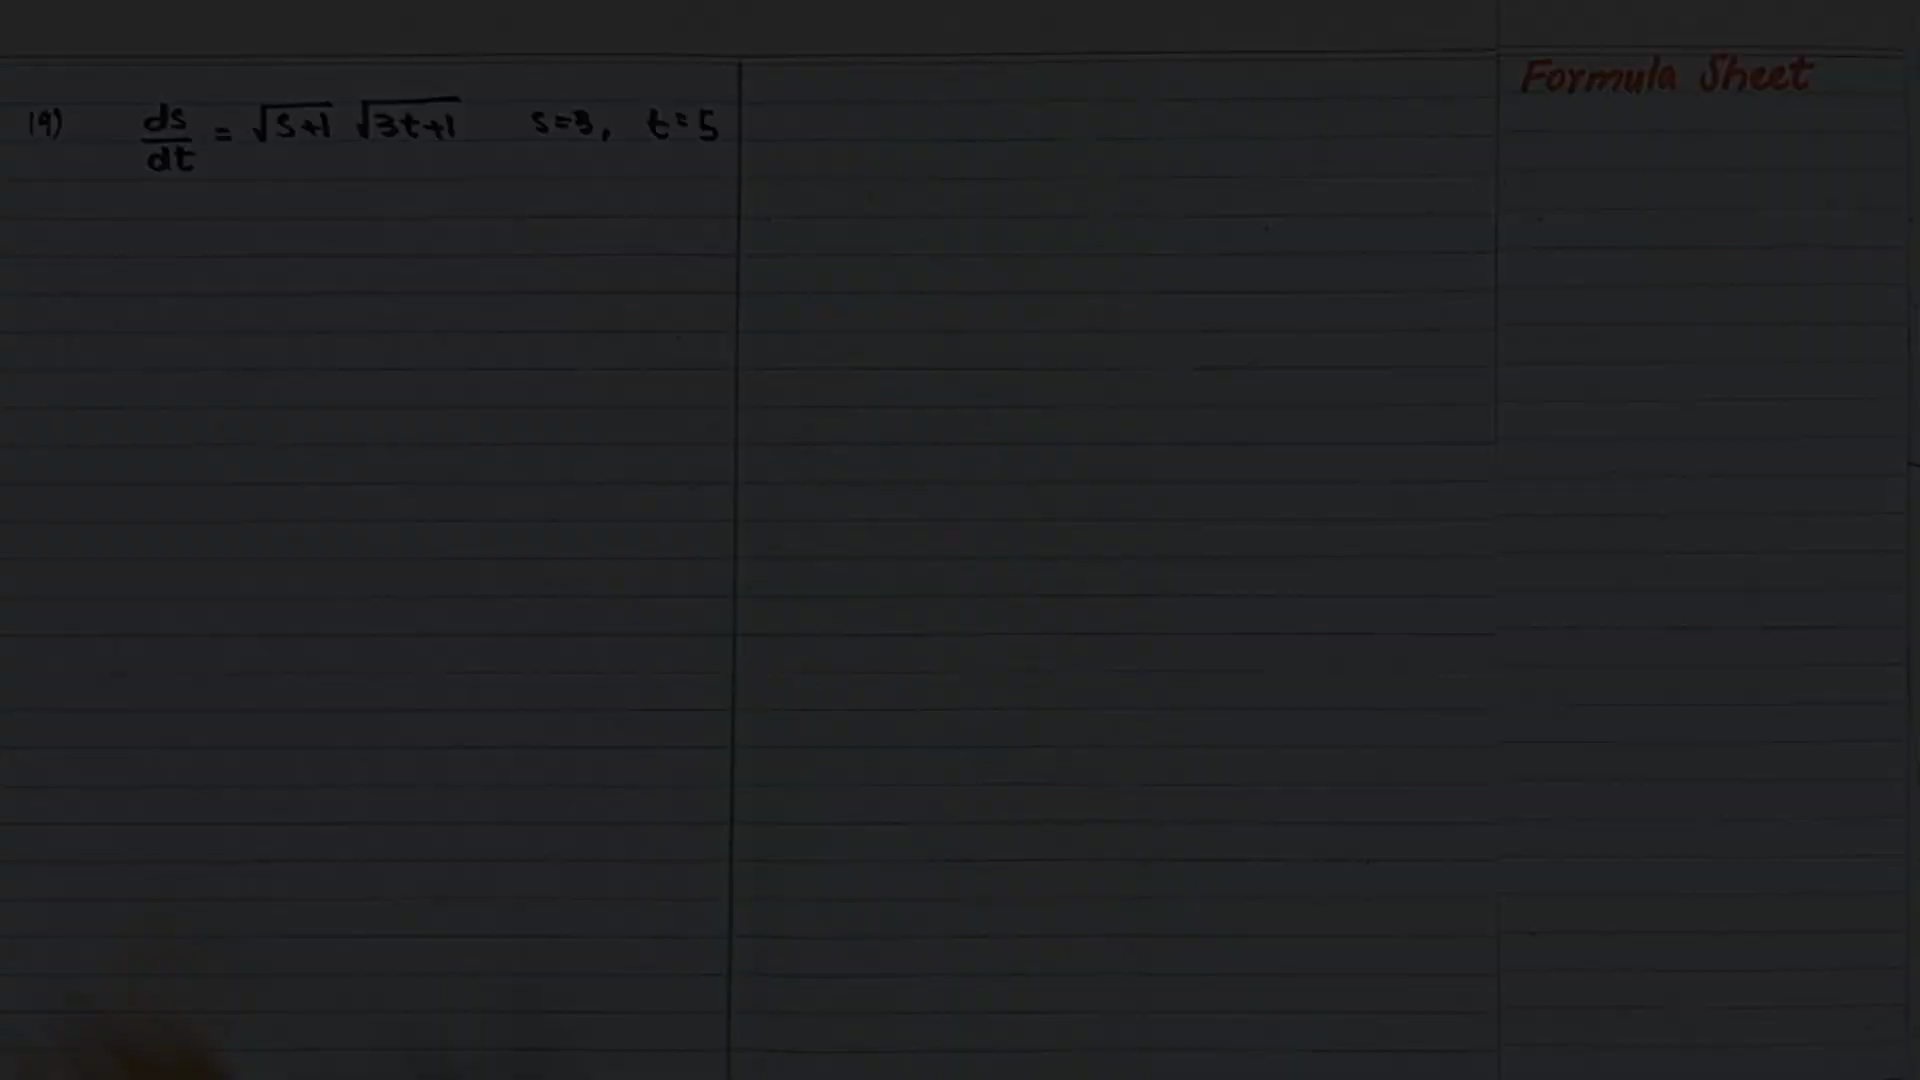 Formula Sheet
19) ds/dt = √s+1 √3t+1 s=3, t=5